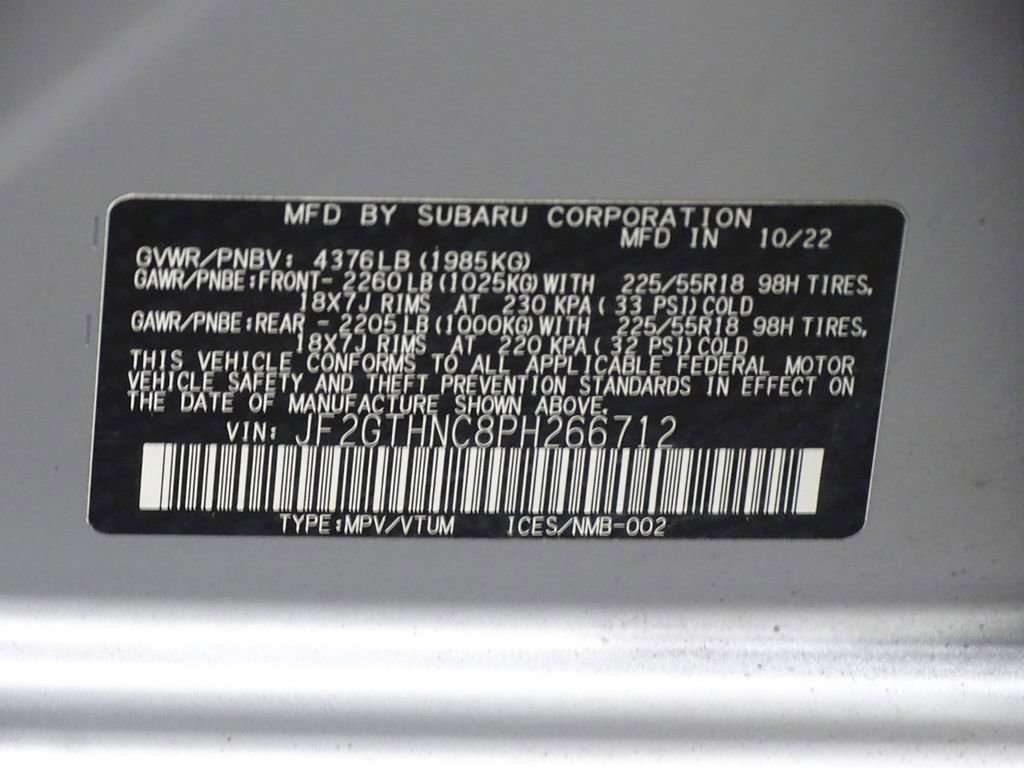 MFD BY SUBARU CORPORATION
MFD IN 10/22
GVWR/PNBV: 4376LB(1985KG)
GAWR/PNBE:FRONT- 2260LB(1025KG)WITH 225/55R18 98H TIRES,
18X7J RIMS AT 230 KPA( 33 PSI)COLD
GAWR/PNBE:REAR - 2205LB(1000KG)WITH 225/55R18 98H TIRES,
18X7J RIMS AT 220 KPA( 32 PSI)COLD
THIS VEHICLE CONFORMS TO ALL APPLICABLE FEDERAL MOTOR
VEHICLE SAFETY AND THEFT PREVENTION STANDARDS IN EFFECT ON
THE DATE OF MANUFACTURE SHOWN ABOVE.
VIN: JF2GTHNC8PH266712
TYPE:MPV/VTUM ICES/NMB-002